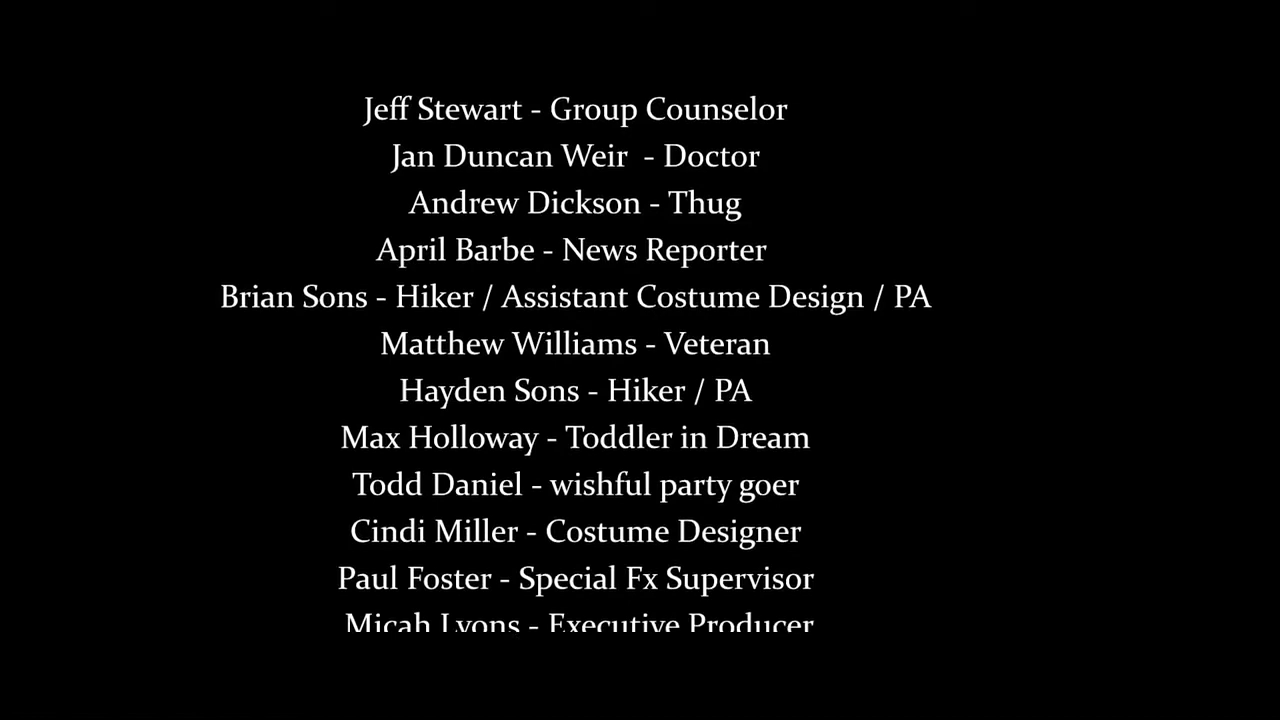 Jeff Stewart - Group Counselor
Jan Duncan Weir  - Doctor
Andrew Dickson - Thug
April Barbe - News Reporter
Brian Sons - Hiker / Assistant Costume Design / PA
Matthew Williams - Veteran
Hayden Sons - Hiker / PA
Max Holloway - Toddler in Dream
Todd Daniel - wishful party goer
Cindi Miller - Costume Designer
Paul Foster - Special Fx Supervisor
Micah Lyons - Executive Producer